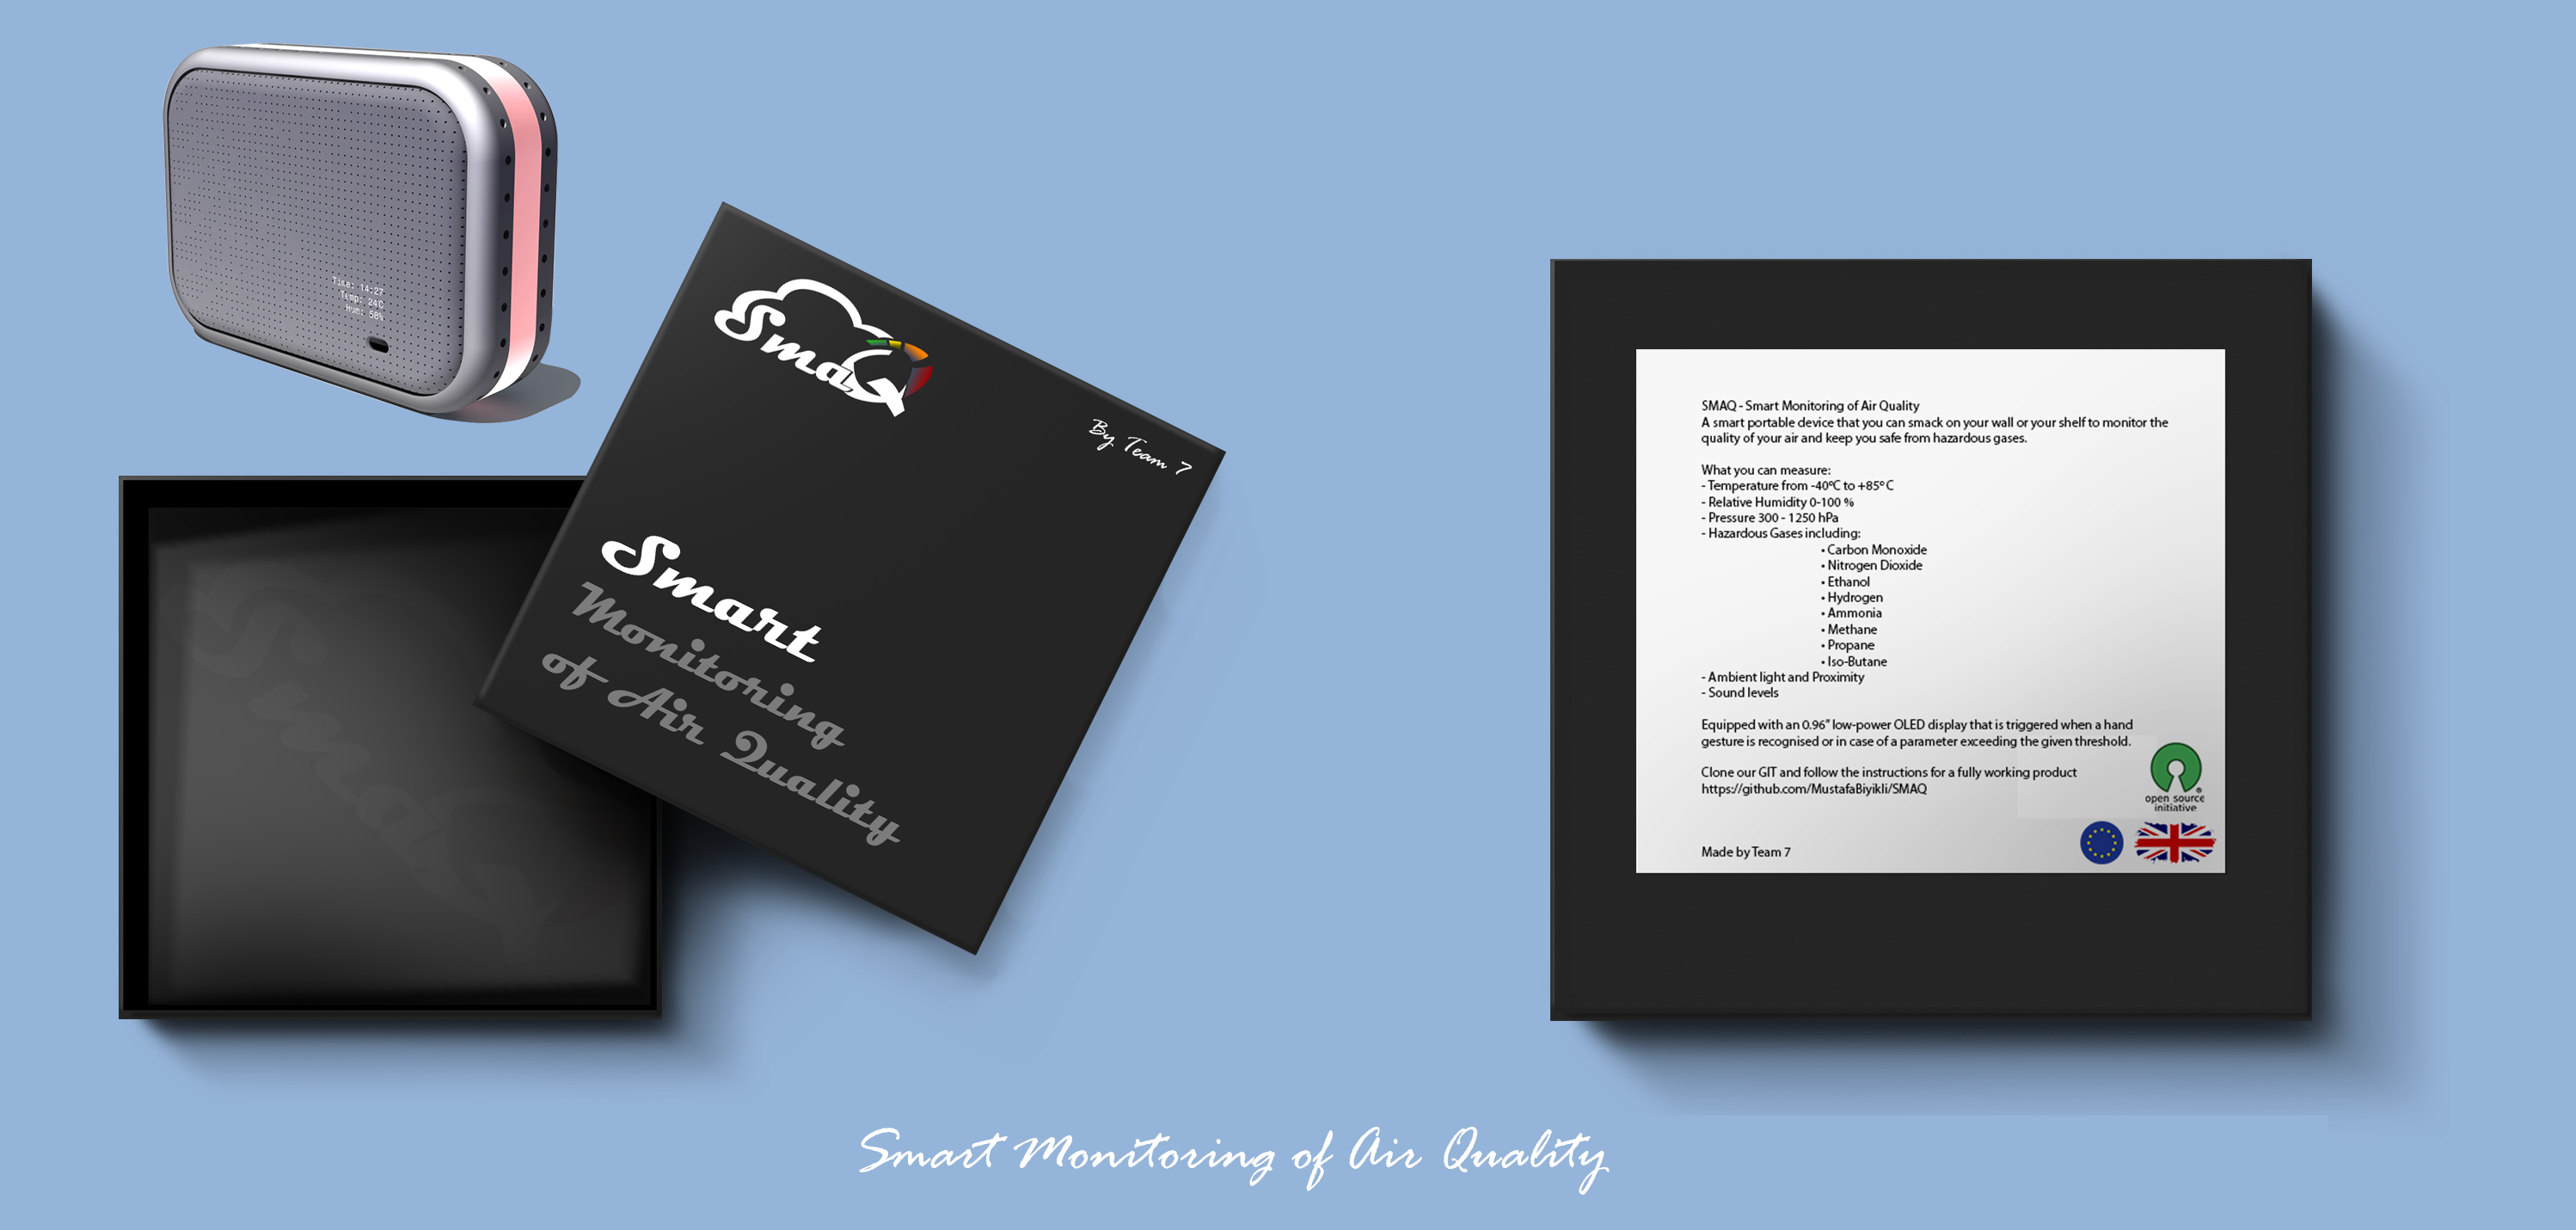 Time: 14:27
Temp: 24C
Hum: 58%
SmaQ
By Team 7
Smart
Monitoring
of Air Quality
SmaQ
SMAQ - Smart Monitoring of Air Quality
A smart portable device that you can smack on your wall or your shelf to monitor the
quality of your air and keep you safe from hazardous gases.
What you can measure:
- Temperature from -40ºC to +85º C
- Relative Humidity 0-100 %
- Pressure 300 - 1250 hPa
- Hazardous Gases including:
• Carbon Monoxide
• Nitrogen Dioxide
• Ethanol
• Hydrogen
• Ammonia
• Methane
• Propane
• Iso-Butane
- Ambient light and Proximity
- Sound levels
Equipped with an 0.96” low-power OLED display that is triggered when a hand
gesture is recognised or in case of a parameter exceeding the given threshold.
Clone our GIT and follow the instructions for a fully working product
https://github.com/MustafaBiyikli/SMAQ
open source
initiative®
Made by Team 7
Smart Monitoring of Air Quality